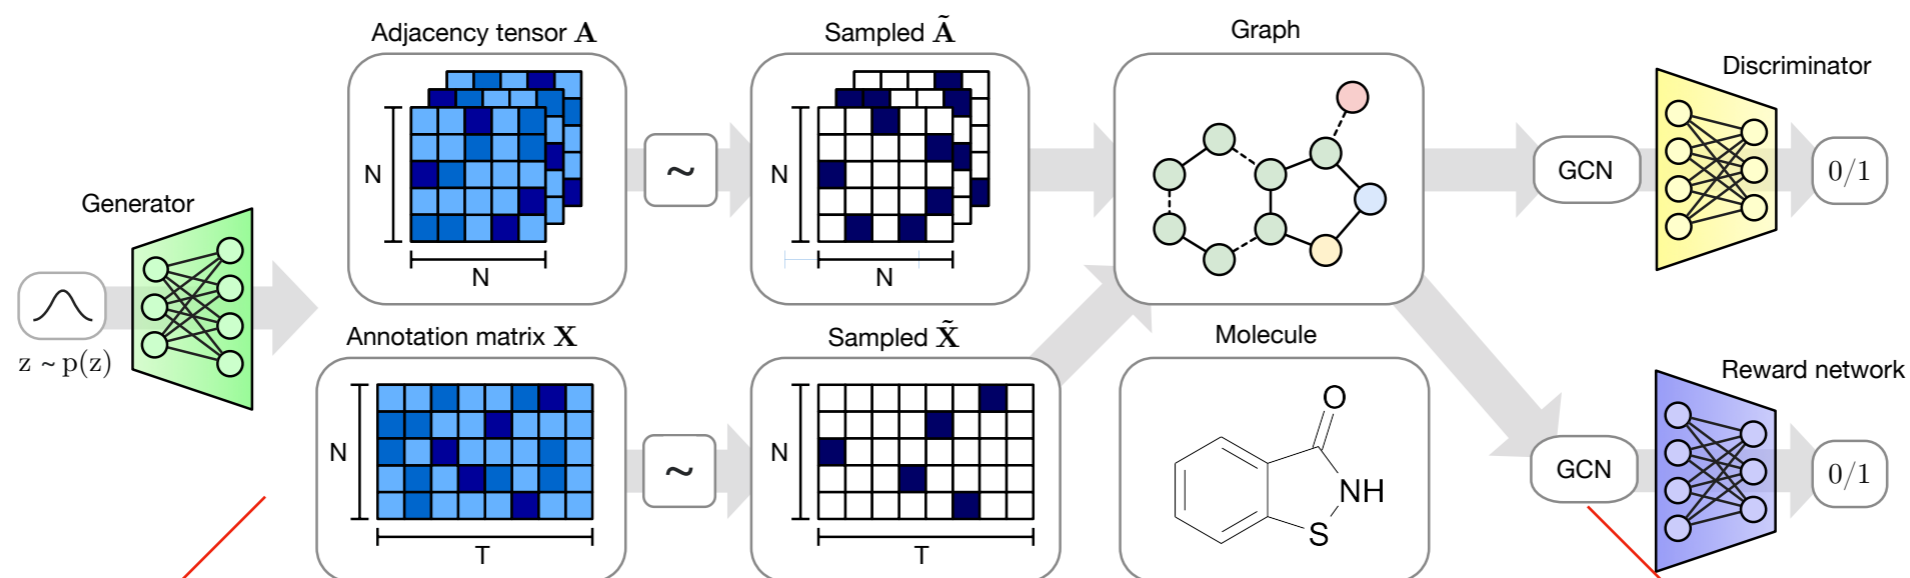 Generator
z ~ p(z)
Adjacency tensor A
N
N
~
Sampled Ã
N
N
Annotation matrix X
N
T
~
Sampled X̃
N
T
Graph
Molecule
O
NH
S
GCN
Discriminator
0/1
GCN
Reward network
0/1